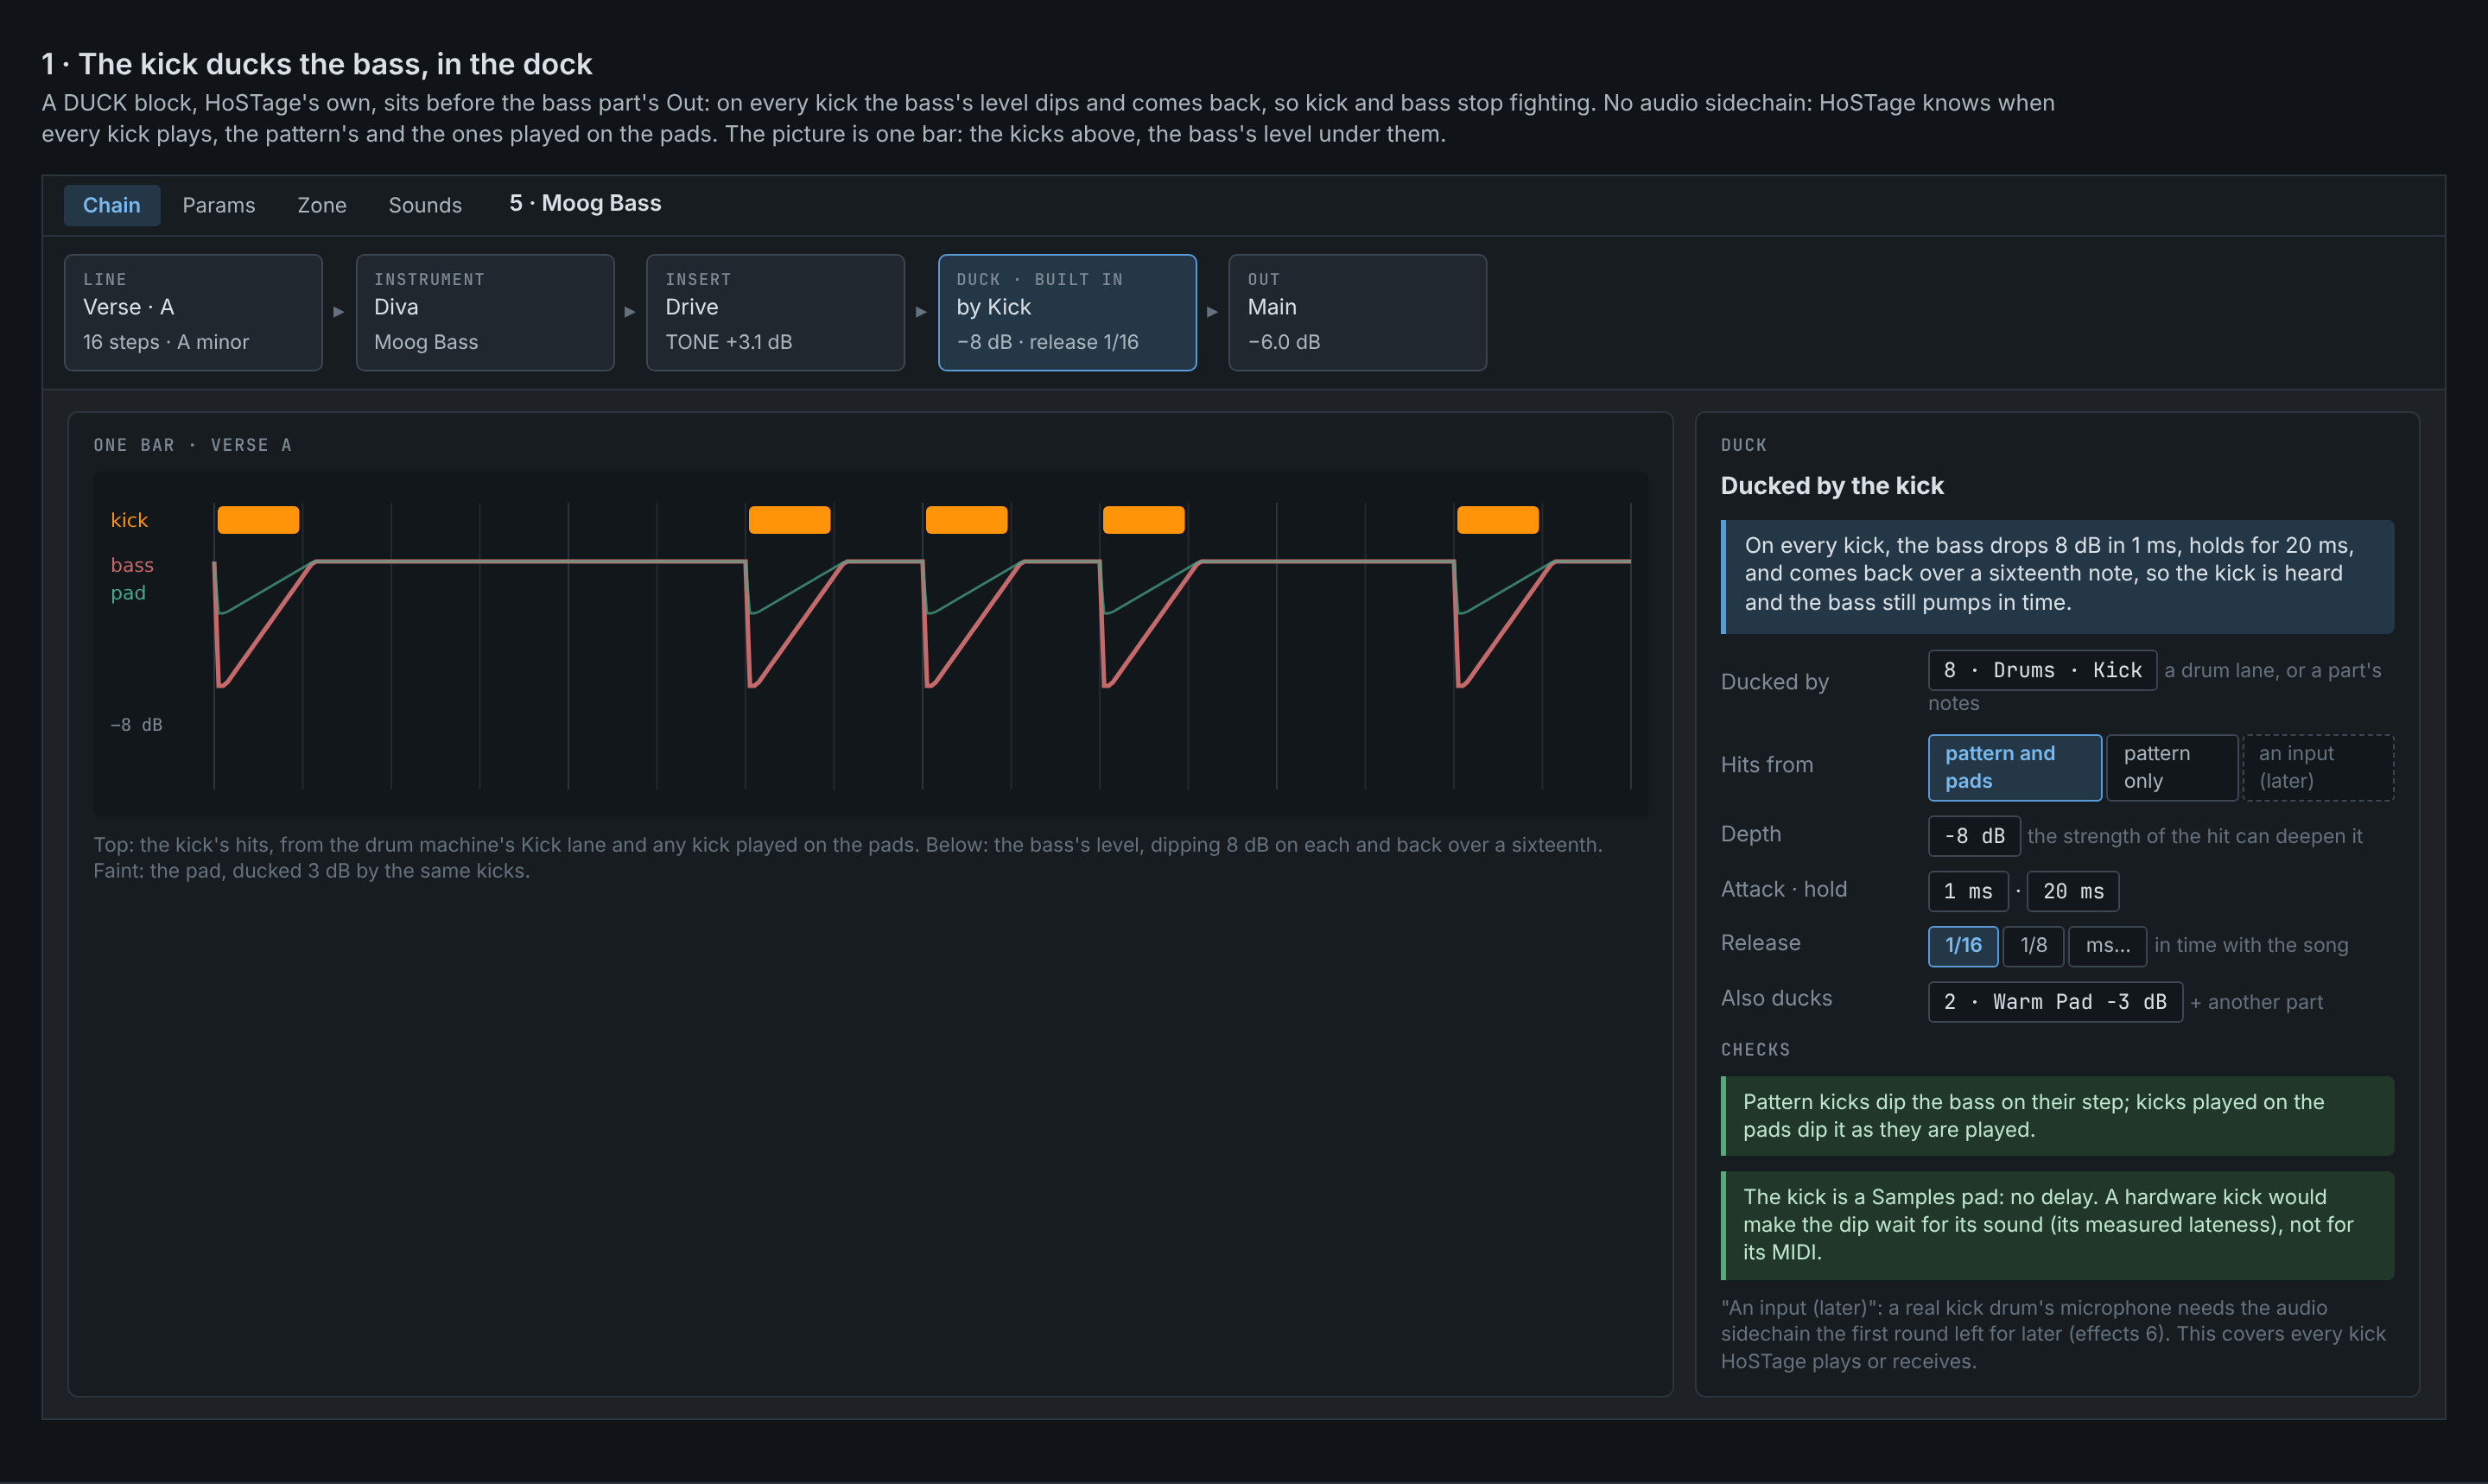 1 · The kick ducks the bass, in the dock
A DUCK block, HoSTage's own, sits before the bass part's Out: on every kick the bass's level dips and comes back, so kick and bass stop fighting. No audio sidechain: HoSTage knows when
every kick plays, the pattern's and the ones played on the pads. The picture is one bar: the kicks above, the bass's level under them.
Chain Params Zone Sounds 5 · Moog Bass
LINE
Verse · A
16 steps · A minor
▸
INSTRUMENT
Diva
Moog Bass
▸
INSERT
Drive
TONE +3.1 dB
▸
DUCK · BUILT IN
by Kick
−8 dB · release 1/16
▸
OUT
Main
−6.0 dB
ONE BAR · VERSE A
kick
bass
pad
−8 dB
Top: the kick's hits, from the drum machine's Kick lane and any kick played on the pads. Below: the bass's level, dipping 8 dB on each and back over a sixteenth.
Faint: the pad, ducked 3 dB by the same kicks.
DUCK
Ducked by the kick
On every kick, the bass drops 8 dB in 1 ms, holds for 20 ms,
and comes back over a sixteenth note, so the kick is heard
and the bass still pumps in time.
Ducked by 8 · Drums · Kick a drum lane, or a part's
notes
Hits from
pattern and
pads
pattern
only
an input
(later)
Depth -8 dB the strength of the hit can deepen it
Attack · hold 1 ms · 20 ms
Release 1/16 1/8 ms... in time with the song
Also ducks 2 · Warm Pad -3 dB + another part
CHECKS
Pattern kicks dip the bass on their step; kicks played on the
pads dip it as they are played.
The kick is a Samples pad: no delay. A hardware kick would
make the dip wait for its sound (its measured lateness), not for
its MIDI.
"An input (later)": a real kick drum's microphone needs the audio
sidechain the first round left for later (effects 6). This covers every kick
HoSTage plays or receives.